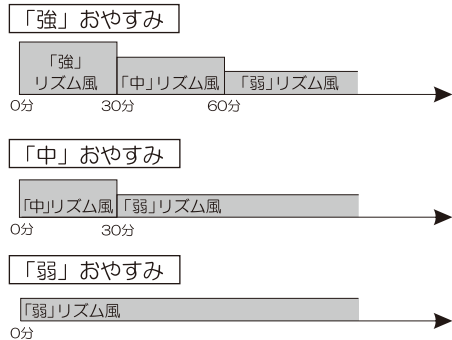 「強」おやすみ
「強」
リズム風 「中」リズム風 「弱」リズム風
0分 30分 60分
「中」おやすみ
「中」リズム風 「弱」リズム風
0分 30分
「弱」おやすみ
「弱」リズム風
0分